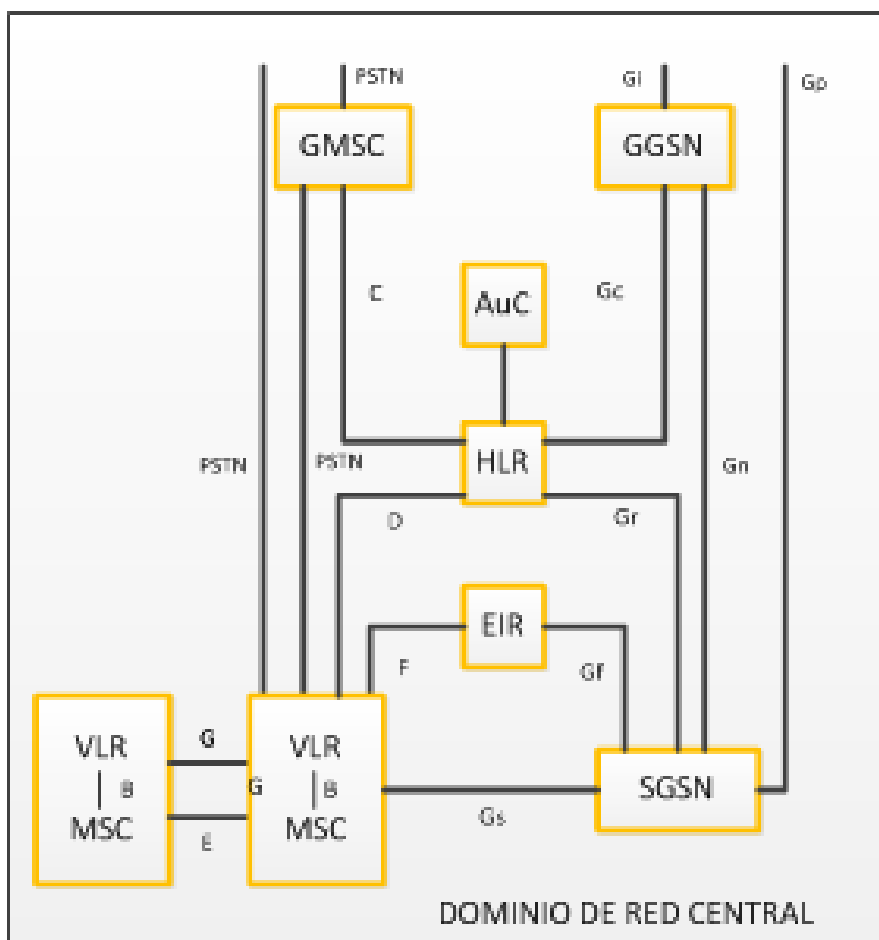 PSTN
Gi
Gp
GMSC
GGSN
C
AuC
Gc
PSTN
PSTN
HLR
Gn
D
Gr
EIR
F
Gf
VLR
G
VLR
B
G
B
SGSN
MSC
E
MSC
Gs
DOMINIO DE RED CENTRAL